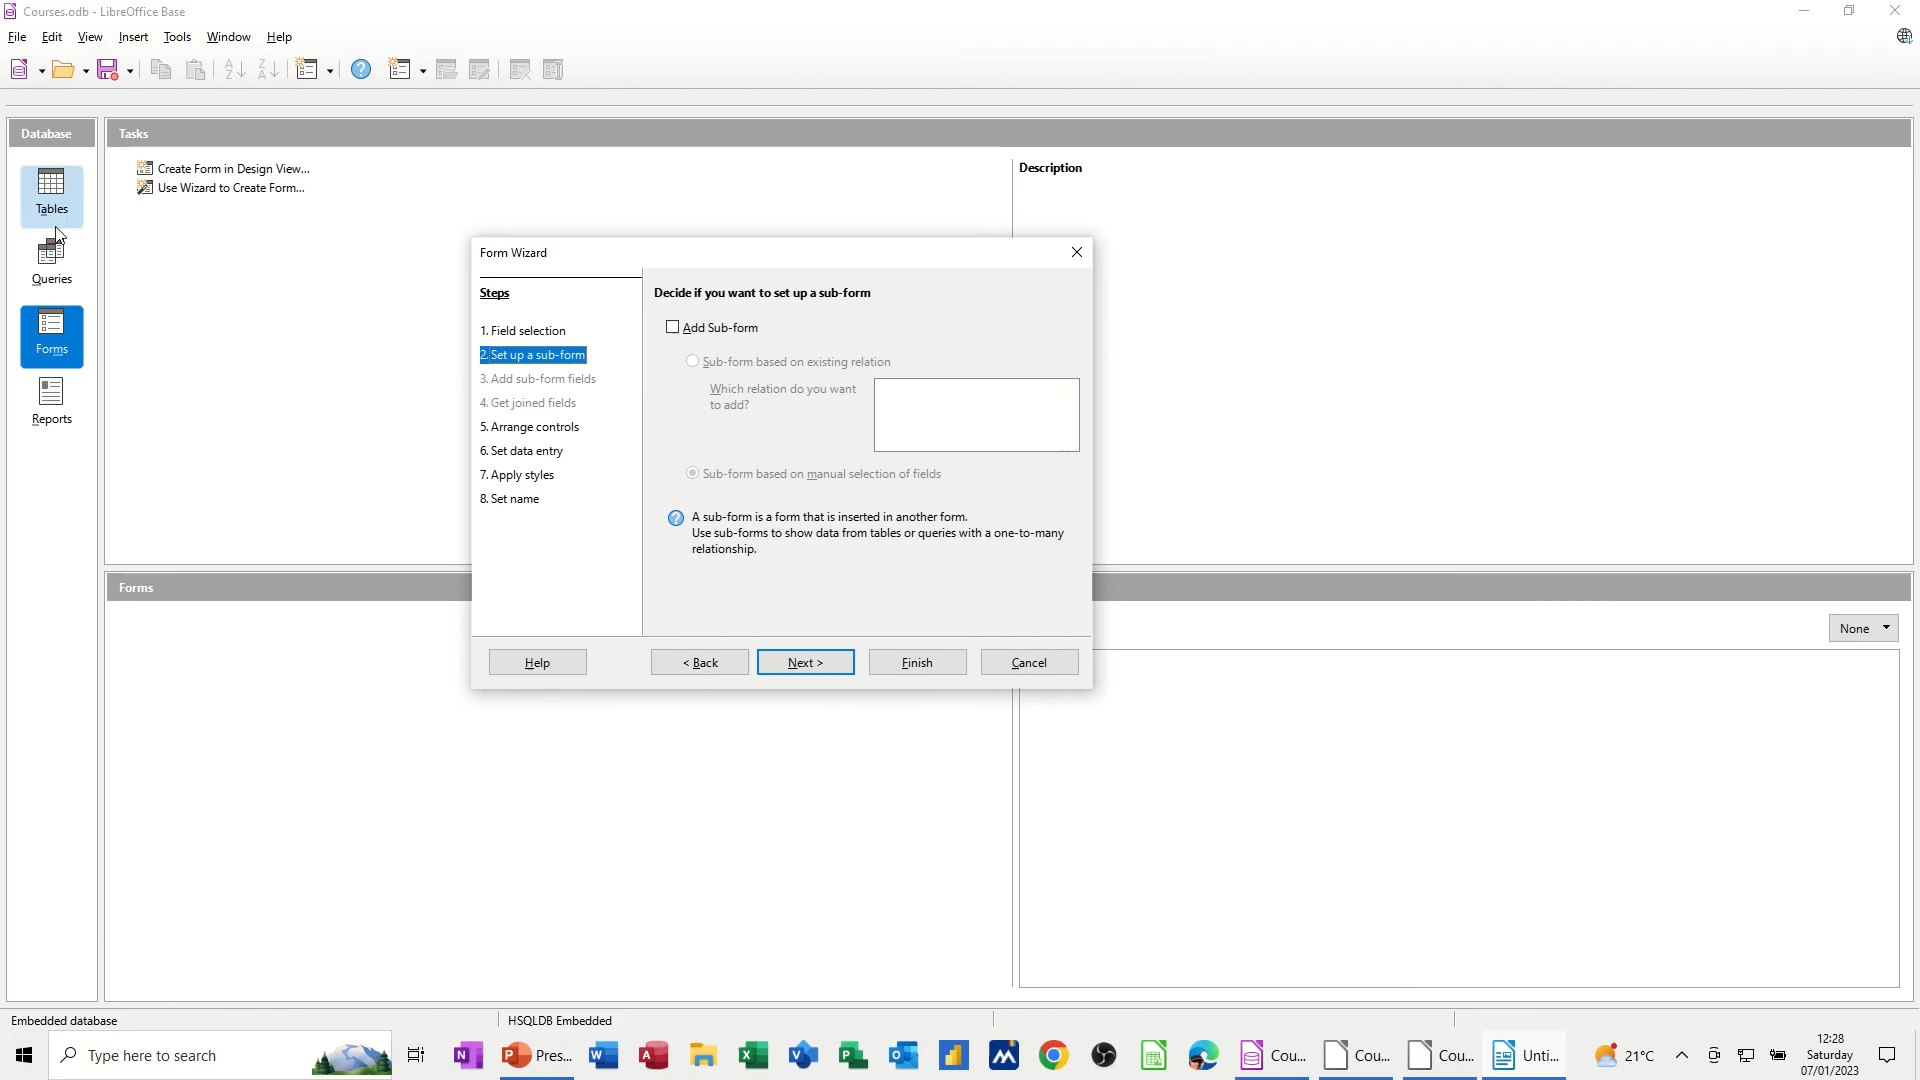 Courses.odb - LibreOffice Base
File Edit View Insert Tools Window Help
Database
Tables
Queries
Forms
Reports
Tasks
Create Form in Design View...
Use Wizard to Create Form...
Description
Form Wizard
Steps
1. Field selection
2. Set up a sub-form
3. Add sub-form fields
4. Get joined fields
5. Arrange controls
6. Set data entry
7. Apply styles
8. Set name
Decide if you want to set up a sub-form
Add Sub-form
Sub-form based on existing relation
Which relation do you want
to add?
Sub-form based on manual selection of fields
A sub-form is a form that is inserted in another form.
Use sub-forms to show data from tables or queries with a one-to-many
relationship.
Help < Back Next > Finish Cancel
Forms
None
Embedded database HSQLDB Embedded
Type here to search
Pres...
Cou...
Cou...
Cou...
Unti...
21°C
12:28
Saturday
07/01/2023